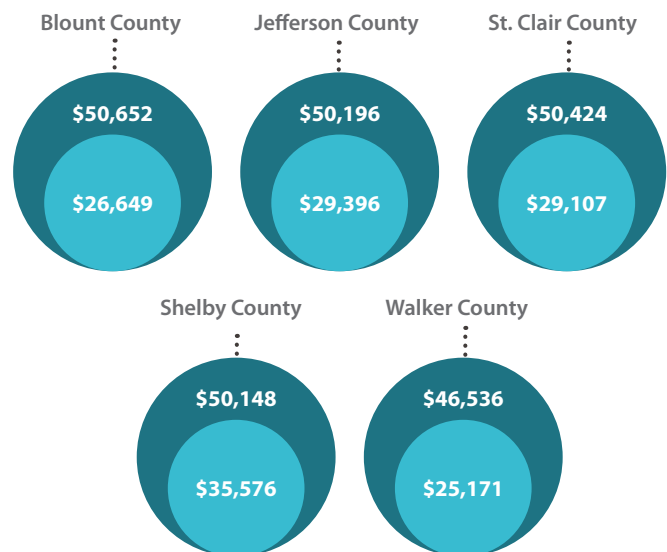 Blount County
Jefferson County
St. Clair County
$50,652
$50,196
$50,424
$26,649
$29,396
$29,107
Shelby County
Walker County
$50,148
$46,536
$35,576
$25,171